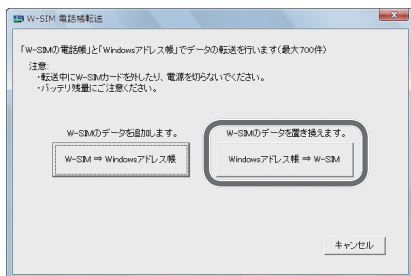 W-SIM 電話帳転送
「W-SIMの電話帳」と「Windowsアドレス帳」でデータの転送を行います(最大700件)
注意:
・転送中にW-SIMカードを外したり、電源を切らないでください。
・バッテリ残量にご注意ください。
W-SIMのデータを追加します。
W-SIMのデータを置き換えます。
W-SIM ⇒ Windowsアドレス帳
Windowsアドレス帳 ⇒ W-SIM
キャンセル